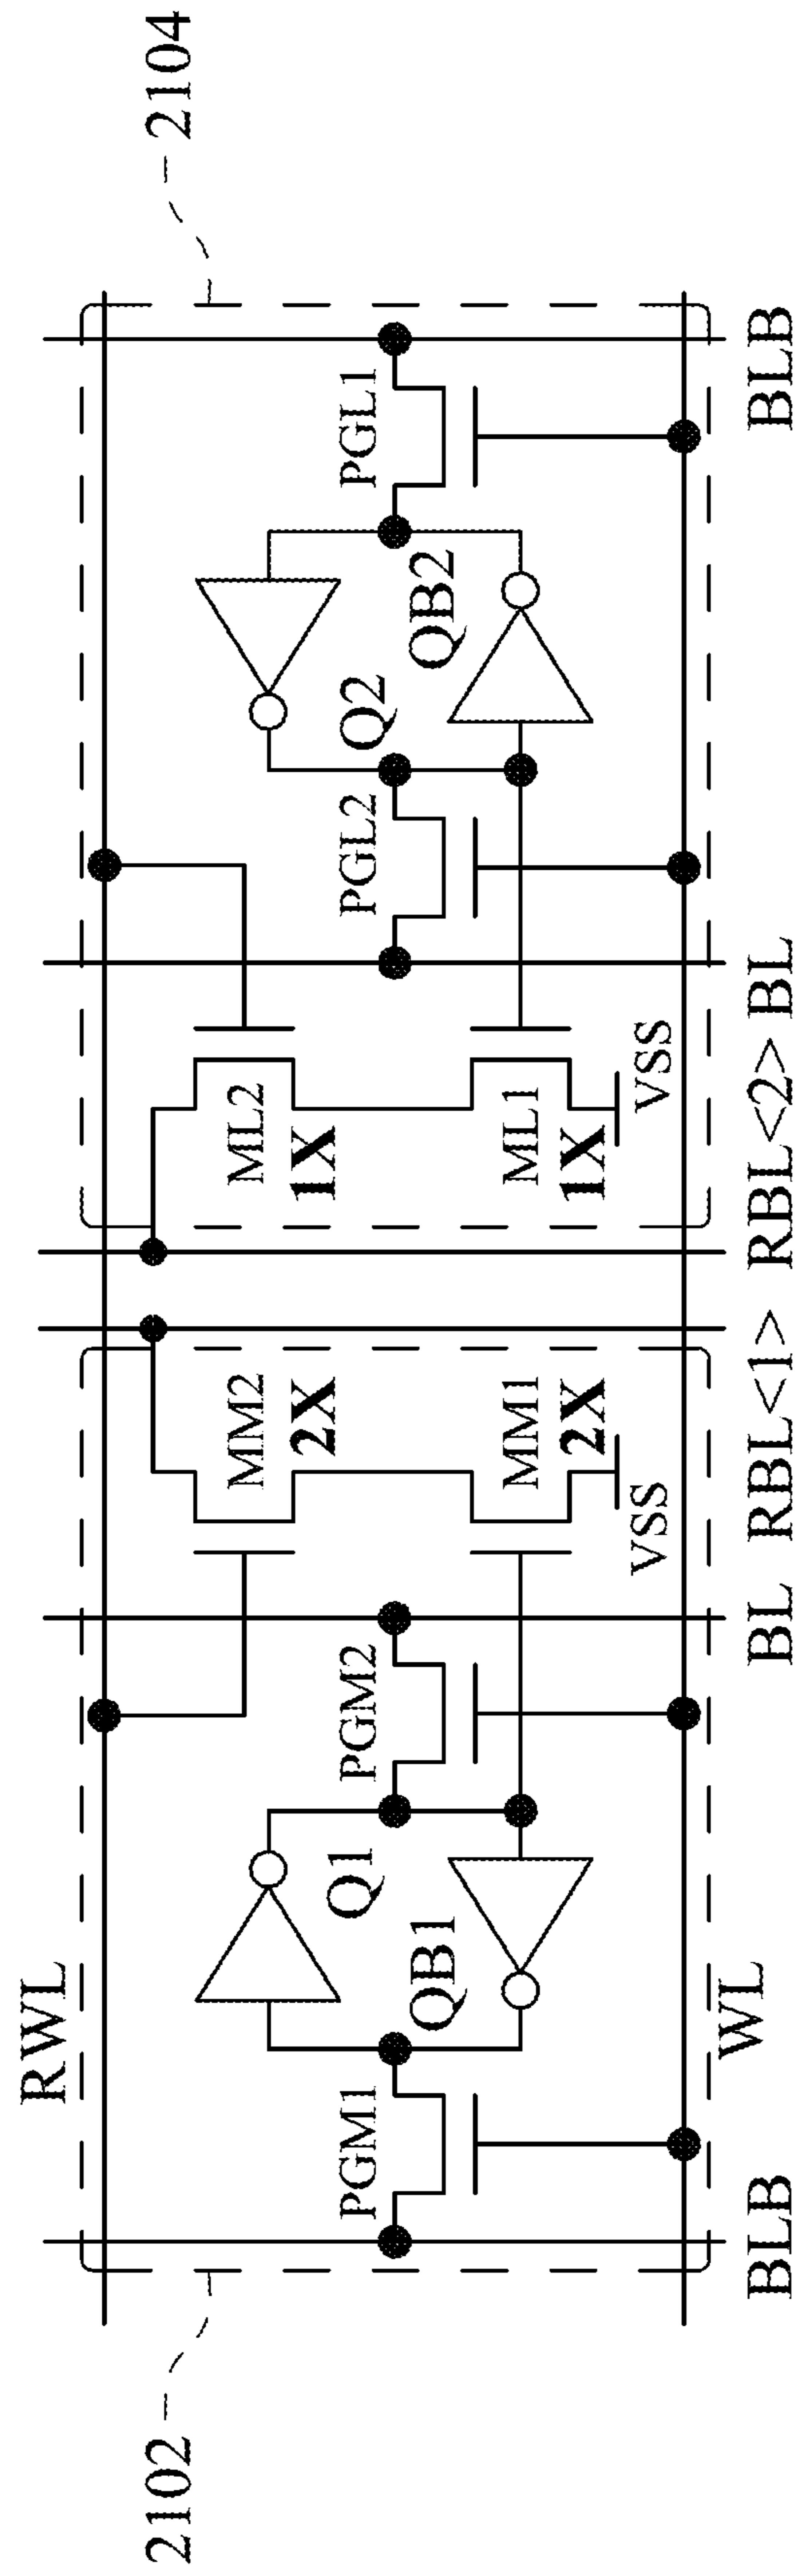 2102
2104
RWL
PGM1
QB1
Q1
PGM2
MM2
2X
MM1
2X
VSS
ML2
1X
ML1
1X
VSS
PGL2
Q2
QB2
PGL1
WL
BLB
BL
RBL<1>
RBL<2>
BL
BLB